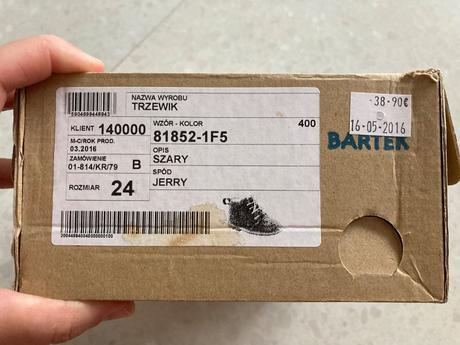 5904699446943
NAZWA WYROBU
TRZEWIK
KLIENT 140000
WZÓR - KOLOR 400
81852-1F5
M-C/ROK PROD.
03.2016
OPIS
SZARY
ZAMÓWIENIE B
01-814/KR/79
SPÓD
JERRY
ROZMIAR 24
38-90€
16-05-2016
BARTEK